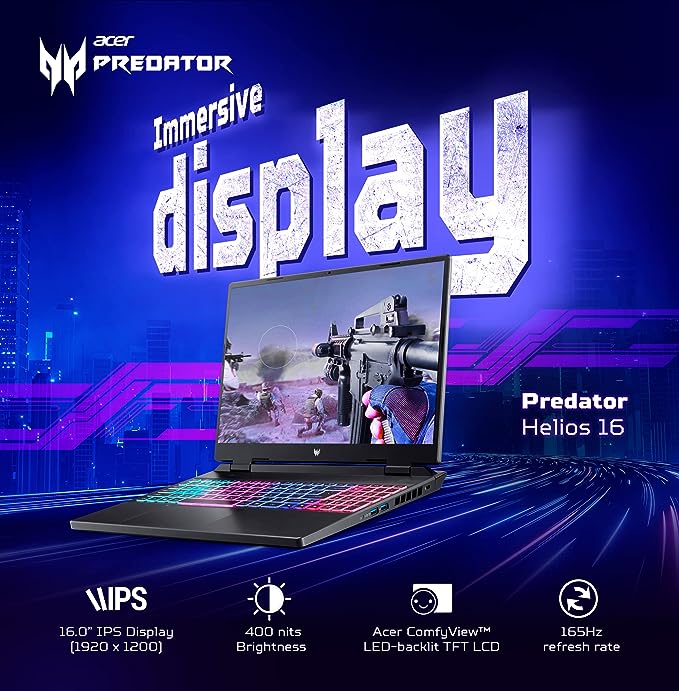 acer
PREDATOR
Immersive
display
Predator
Helios 16
IPS
16.0" IPS Display
(1920 x 1200)
400 nits
Brightness
Acer ComfyView™
LED-backlit TFT LCD
165Hz
refresh rate